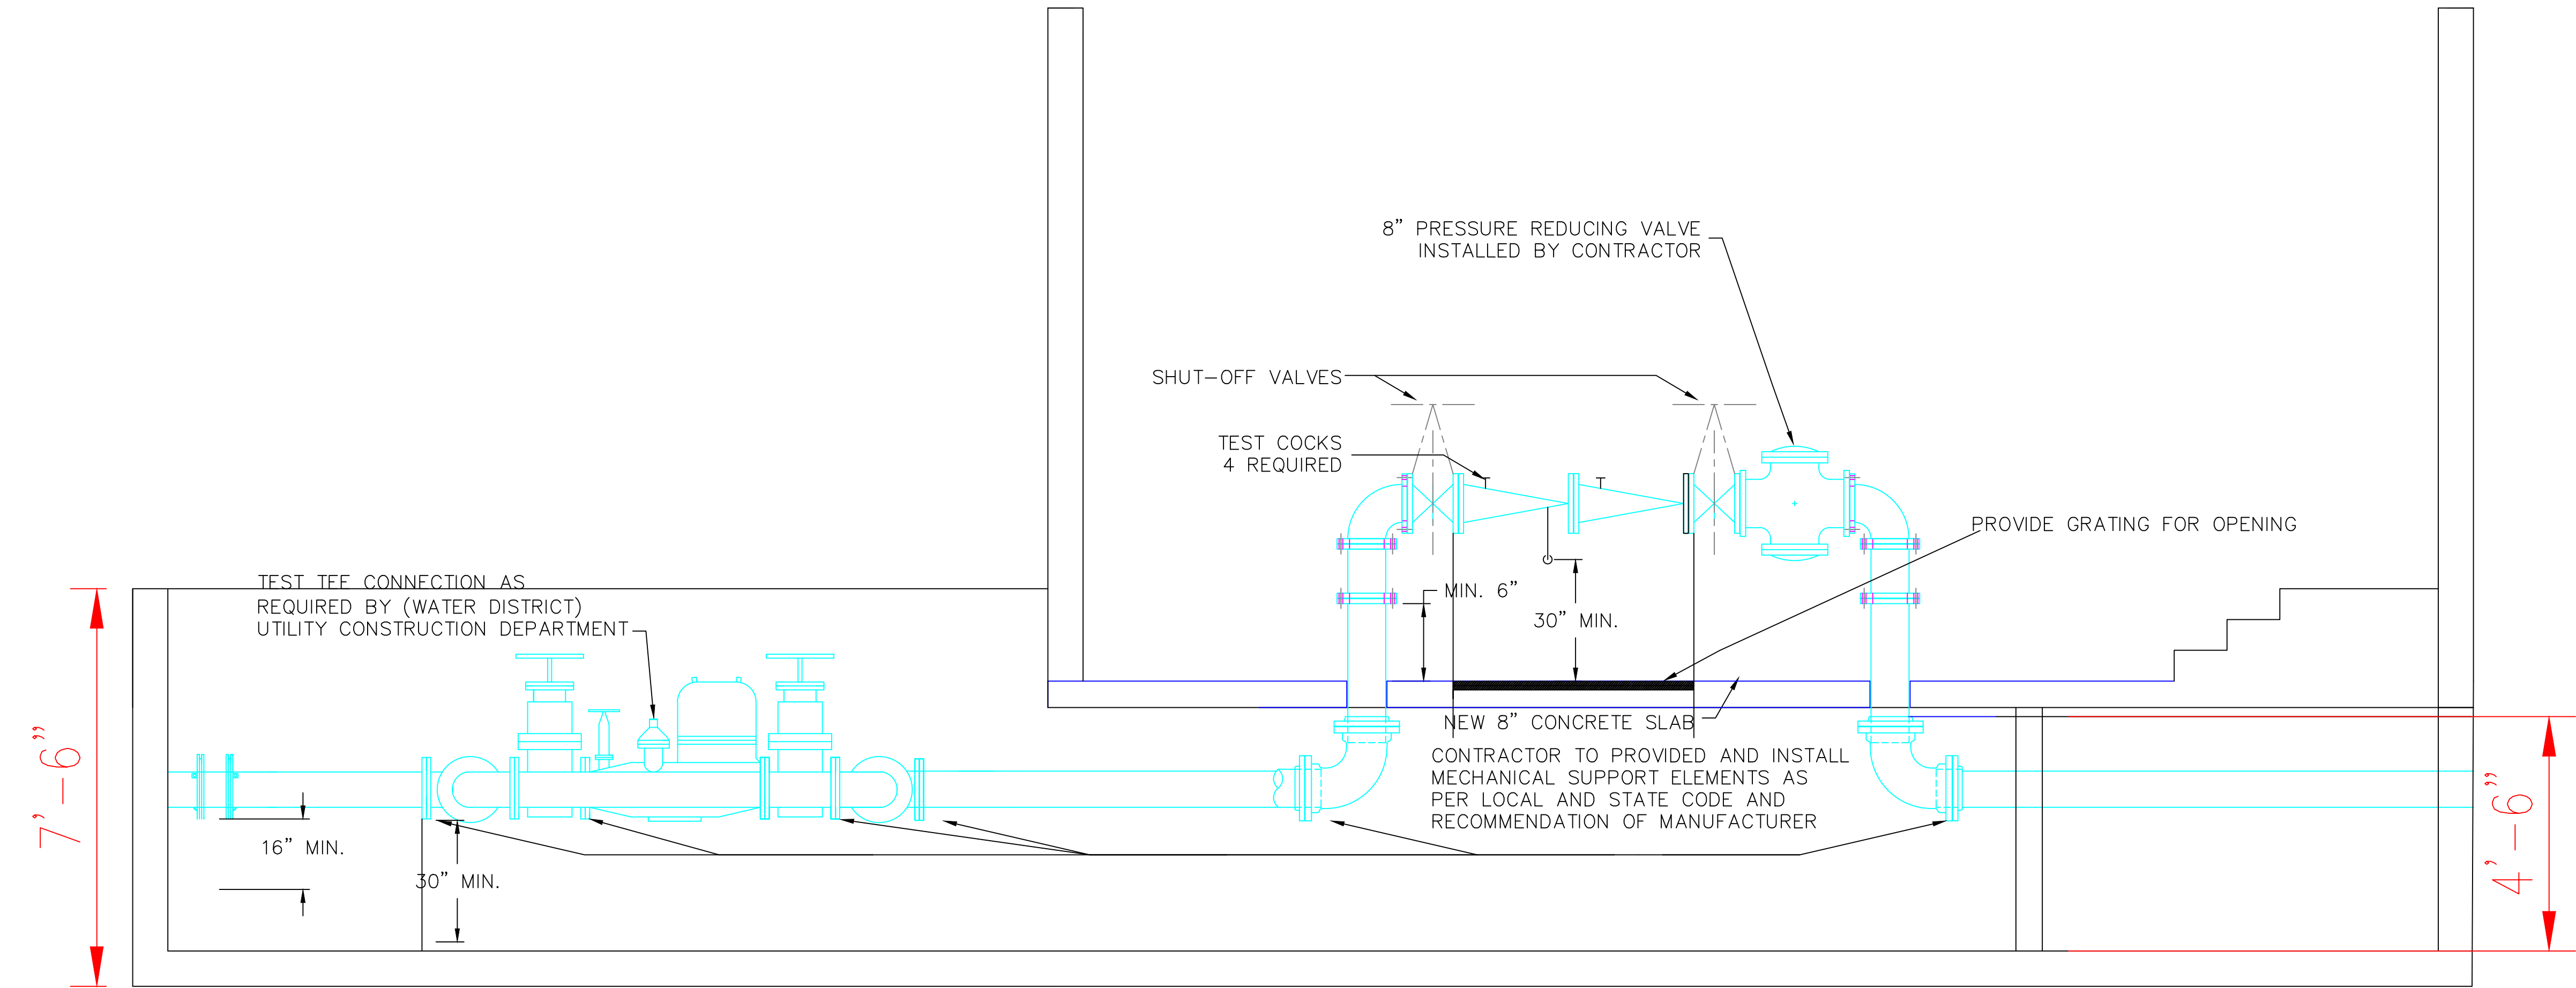 8” PRESSURE REDUCING VALVE
INSTALLED BY CONTRACTOR
SHUT-OFF VALVES
TEST COCKS
4 REQUIRED
PROVIDE GRATING FOR OPENING
TEST TEE CONNECTION AS
REQUIRED BY (WATER DISTRICT)
UTILITY CONSTRUCTION DEPARTMENT
MIN. 6”
30” MIN.
NEW 8” CONCRETE SLAB
CONTRACTOR TO PROVIDED AND INSTALL
MECHANICAL SUPPORT ELEMENTS AS
PER LOCAL AND STATE CODE AND
RECOMMENDATION OF MANUFACTURER
16” MIN.
30” MIN.
7’-6”
4’-6”